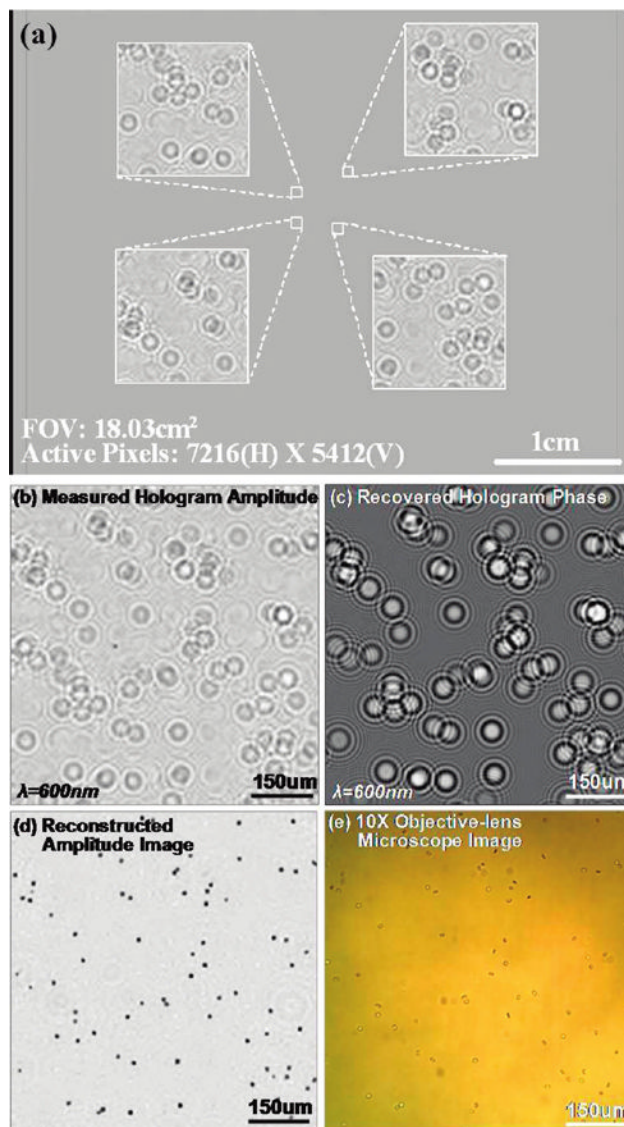 (a)
FOV: 18.03cm²
Active Pixels: 7216(H) X 5412(V)
1cm
(b) Measured Hologram Amplitude
λ=600nm
150um
(c) Recovered Hologram Phase
λ=600nm
150um
(d) Reconstructed
Amplitude Image
150um
(e) 10X Objective-lens
Microscope Image
150um